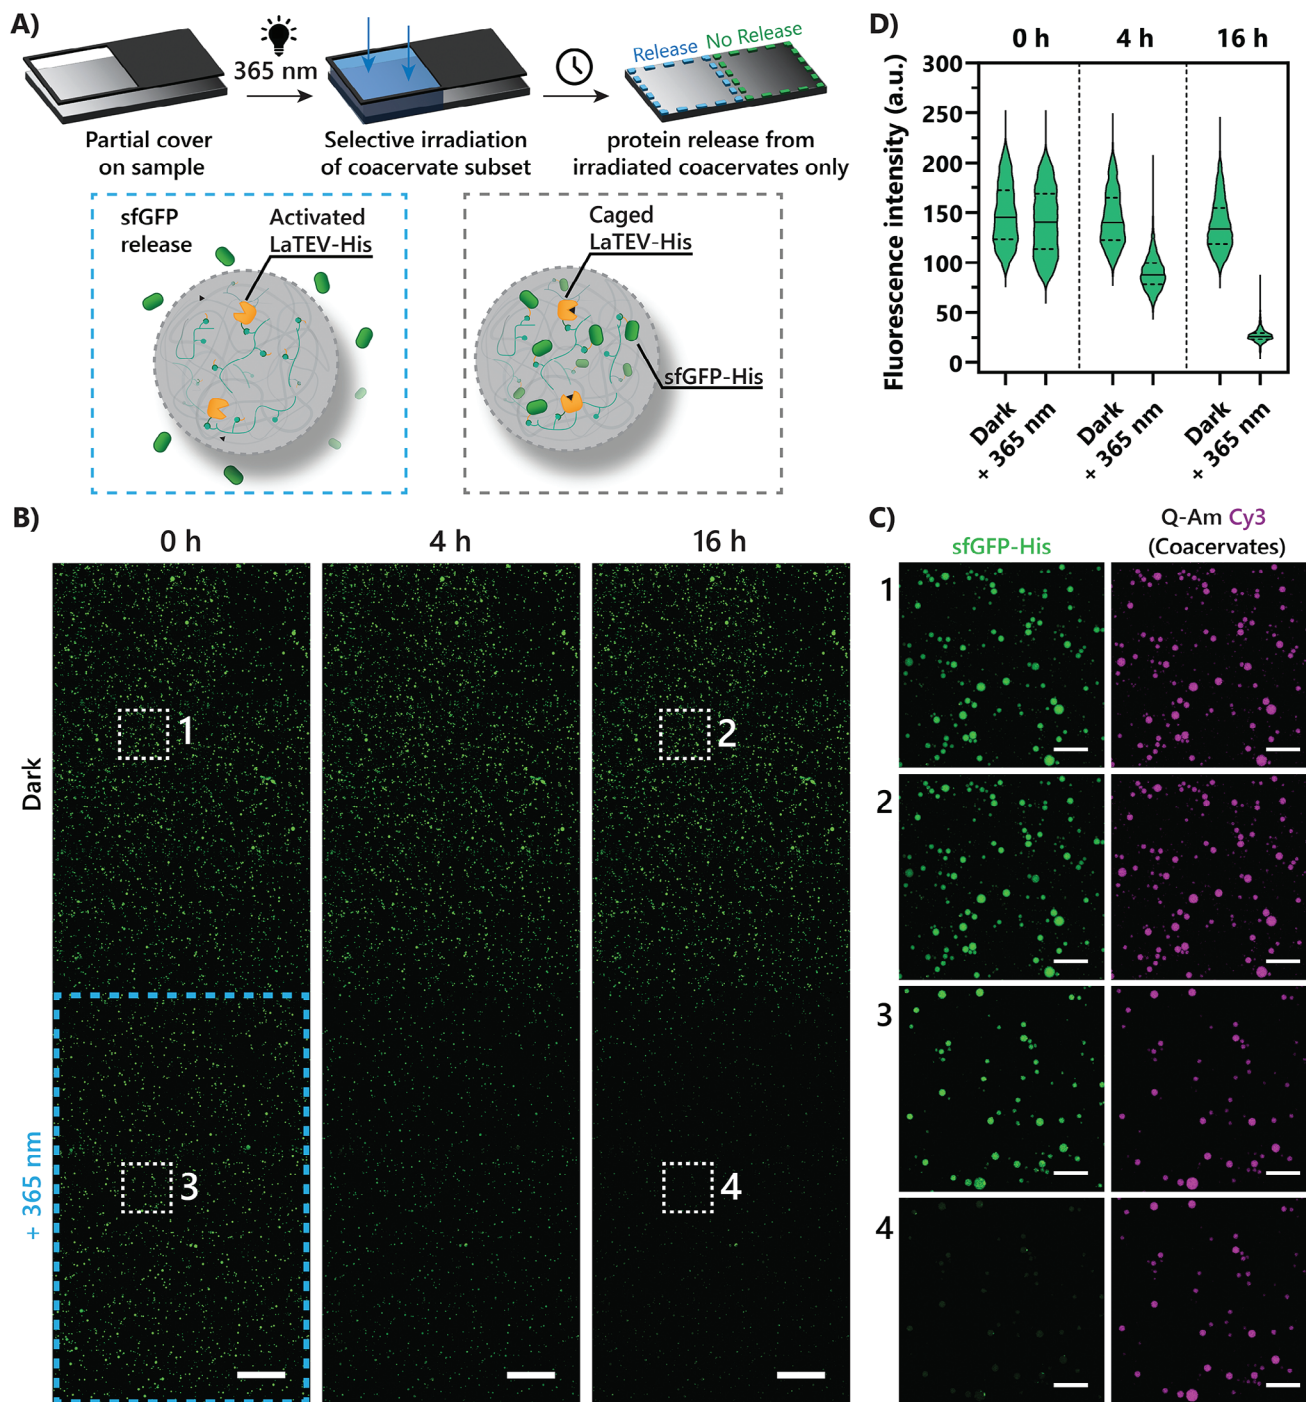 A)
365 nm
Release No Release
Partial cover
on sample
Selective irradiation
of coacervate subset
protein release from
irradiated coacervates only
sfGFP
release
Activated
LaTEV-His
Caged
LaTEV-His
sfGFP-His
D)
0 h 4 h 16 h
Fluorescence intensity (a.u.)
300
250
200
150
100
50
0
Dark
+ 365 nm
Dark
+ 365 nm
Dark
+ 365 nm
B)
0 h 4 h 16 h
Dark
+ 365 nm
1
2
3
4
C)
sfGFP-His
Q-Am Cy3
(Coacervates)
1
2
3
4